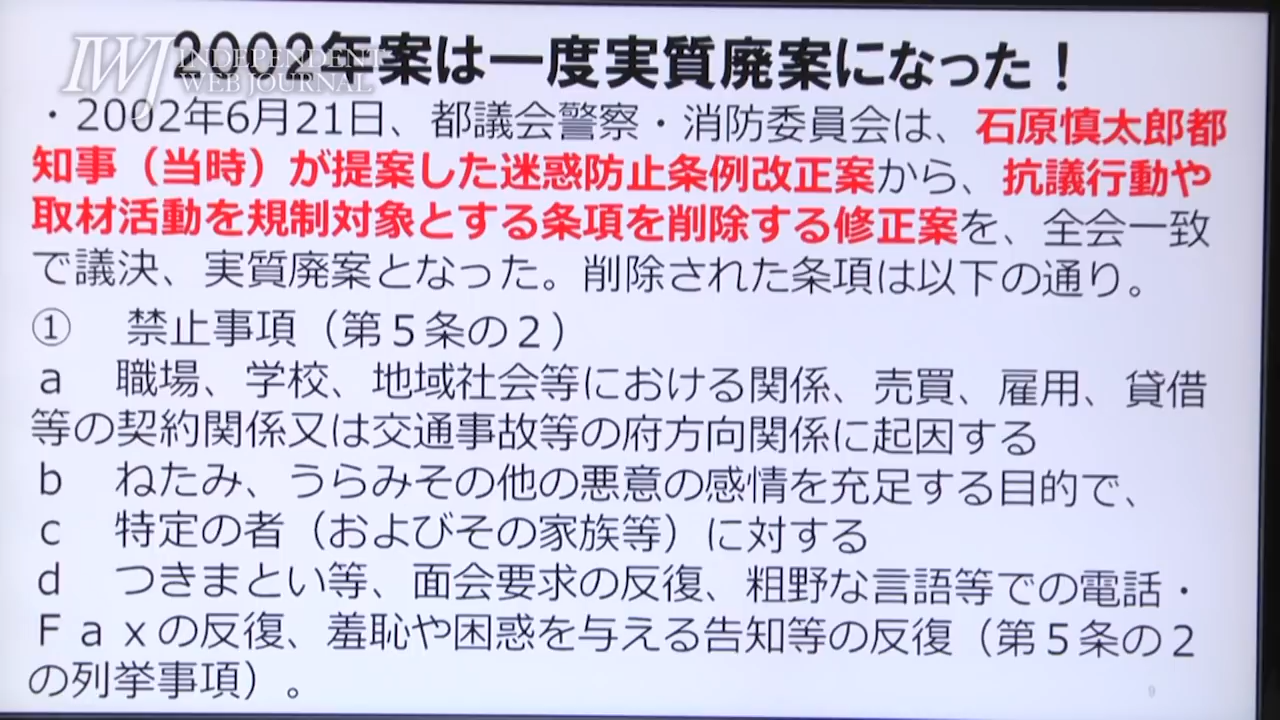 2002年案は一度実質廃案になった！
IWJ INDEPENDENT
WEB JOURNAL
・2002年6月21日、都議会警察・消防委員会は、石原慎太郎都
知事（当時）が提案した迷惑防止条例改正案から、抗議行動や
取材活動を規制対象とする条項を削除する修正案を、全会一致
で議決、実質廃案となった。削除された条項は以下の通り。
① 禁止事項（第５条の２）
a 職場、学校、地域社会等における関係、売買、雇用、貸借
等の契約関係又は交通事故等の府方向関係に起因する
b ねたみ、うらみその他の悪意の感情を充足する目的で、
c 特定の者（およびその家族等）に対する
d つきまとい等、面会要求の反復、粗野な言語等での電話・
Ｆａｘの反復、羞恥や困惑を与える告知等の反復（第５条の２
の列挙事項）。
9